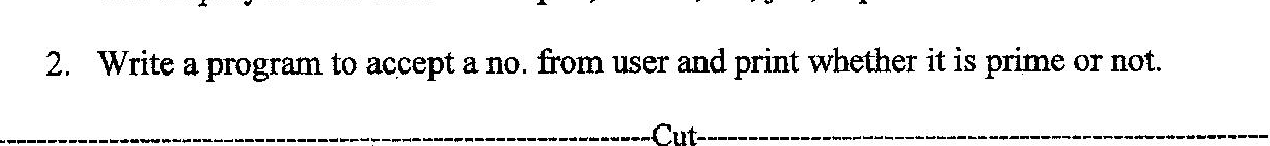 2. Write a program to accept a no. from user and print whether it is prime or not.
Cut